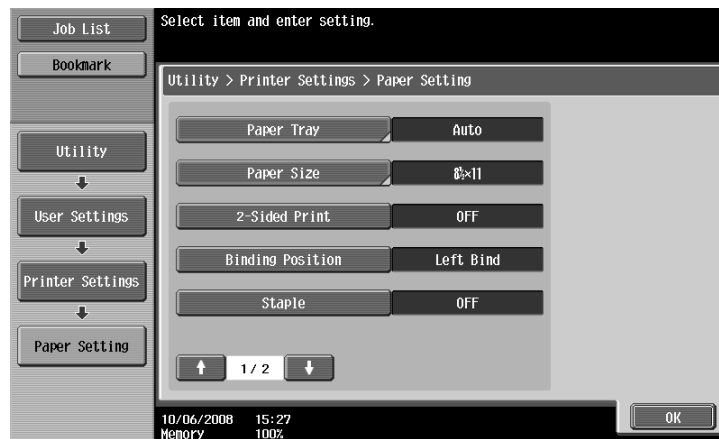 Job List
Bookmark
Select item and enter setting.
Utility > Printer Settings > Paper Setting
Utility
User Settings
Printer Settings
Paper Setting
Paper Tray Auto
Paper Size 8½×11
2-Sided Print OFF
Binding Position Left Bind
Staple OFF
1/ 2
OK
10/06/2008 15:27
Memory 100%